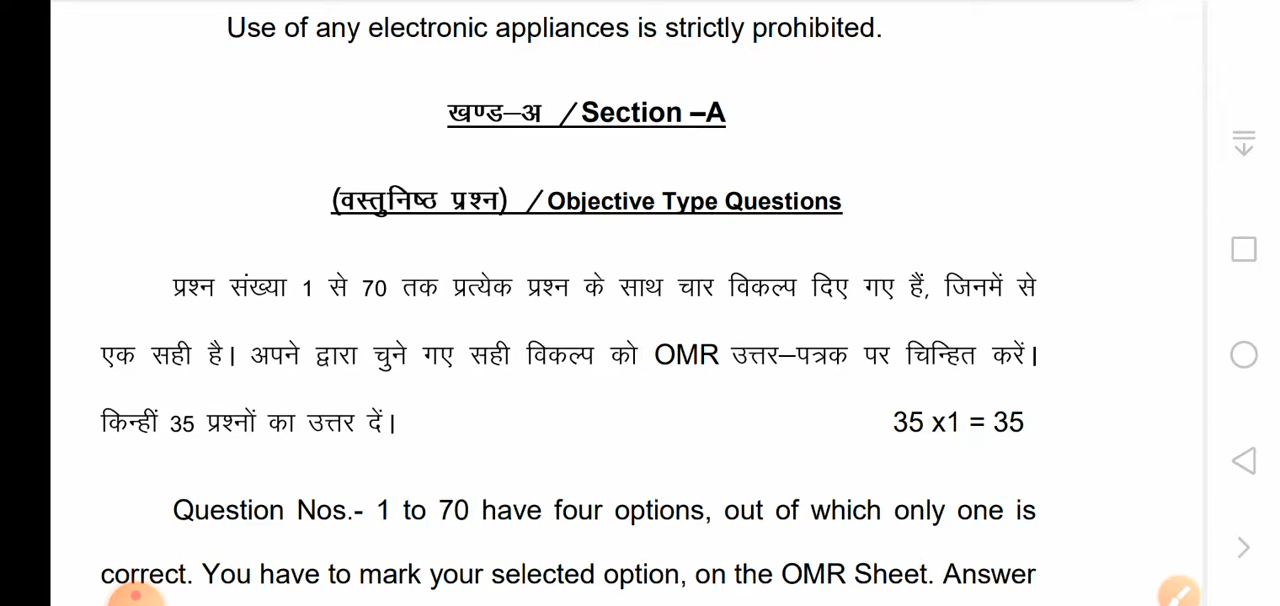 Use of any electronic appliances is strictly prohibited.
खण्ड–अ / Section –A
(वस्तुनिष्ठ प्रश्न) / Objective Type Questions
प्रश्न संख्या 1 से 70 तक प्रत्येक प्रश्न के साथ चार विकल्प दिए गए हैं, जिनमें से
एक सही है। अपने द्वारा चुने गए सही विकल्प को OMR उत्तर–पत्रक पर चिन्हित करें।
किन्हीं 35 प्रश्नों का उत्तर दें। 35 x1 = 35
Question Nos.- 1 to 70 have four options, out of which only one is
correct. You have to mark your selected option, on the OMR Sheet. Answer